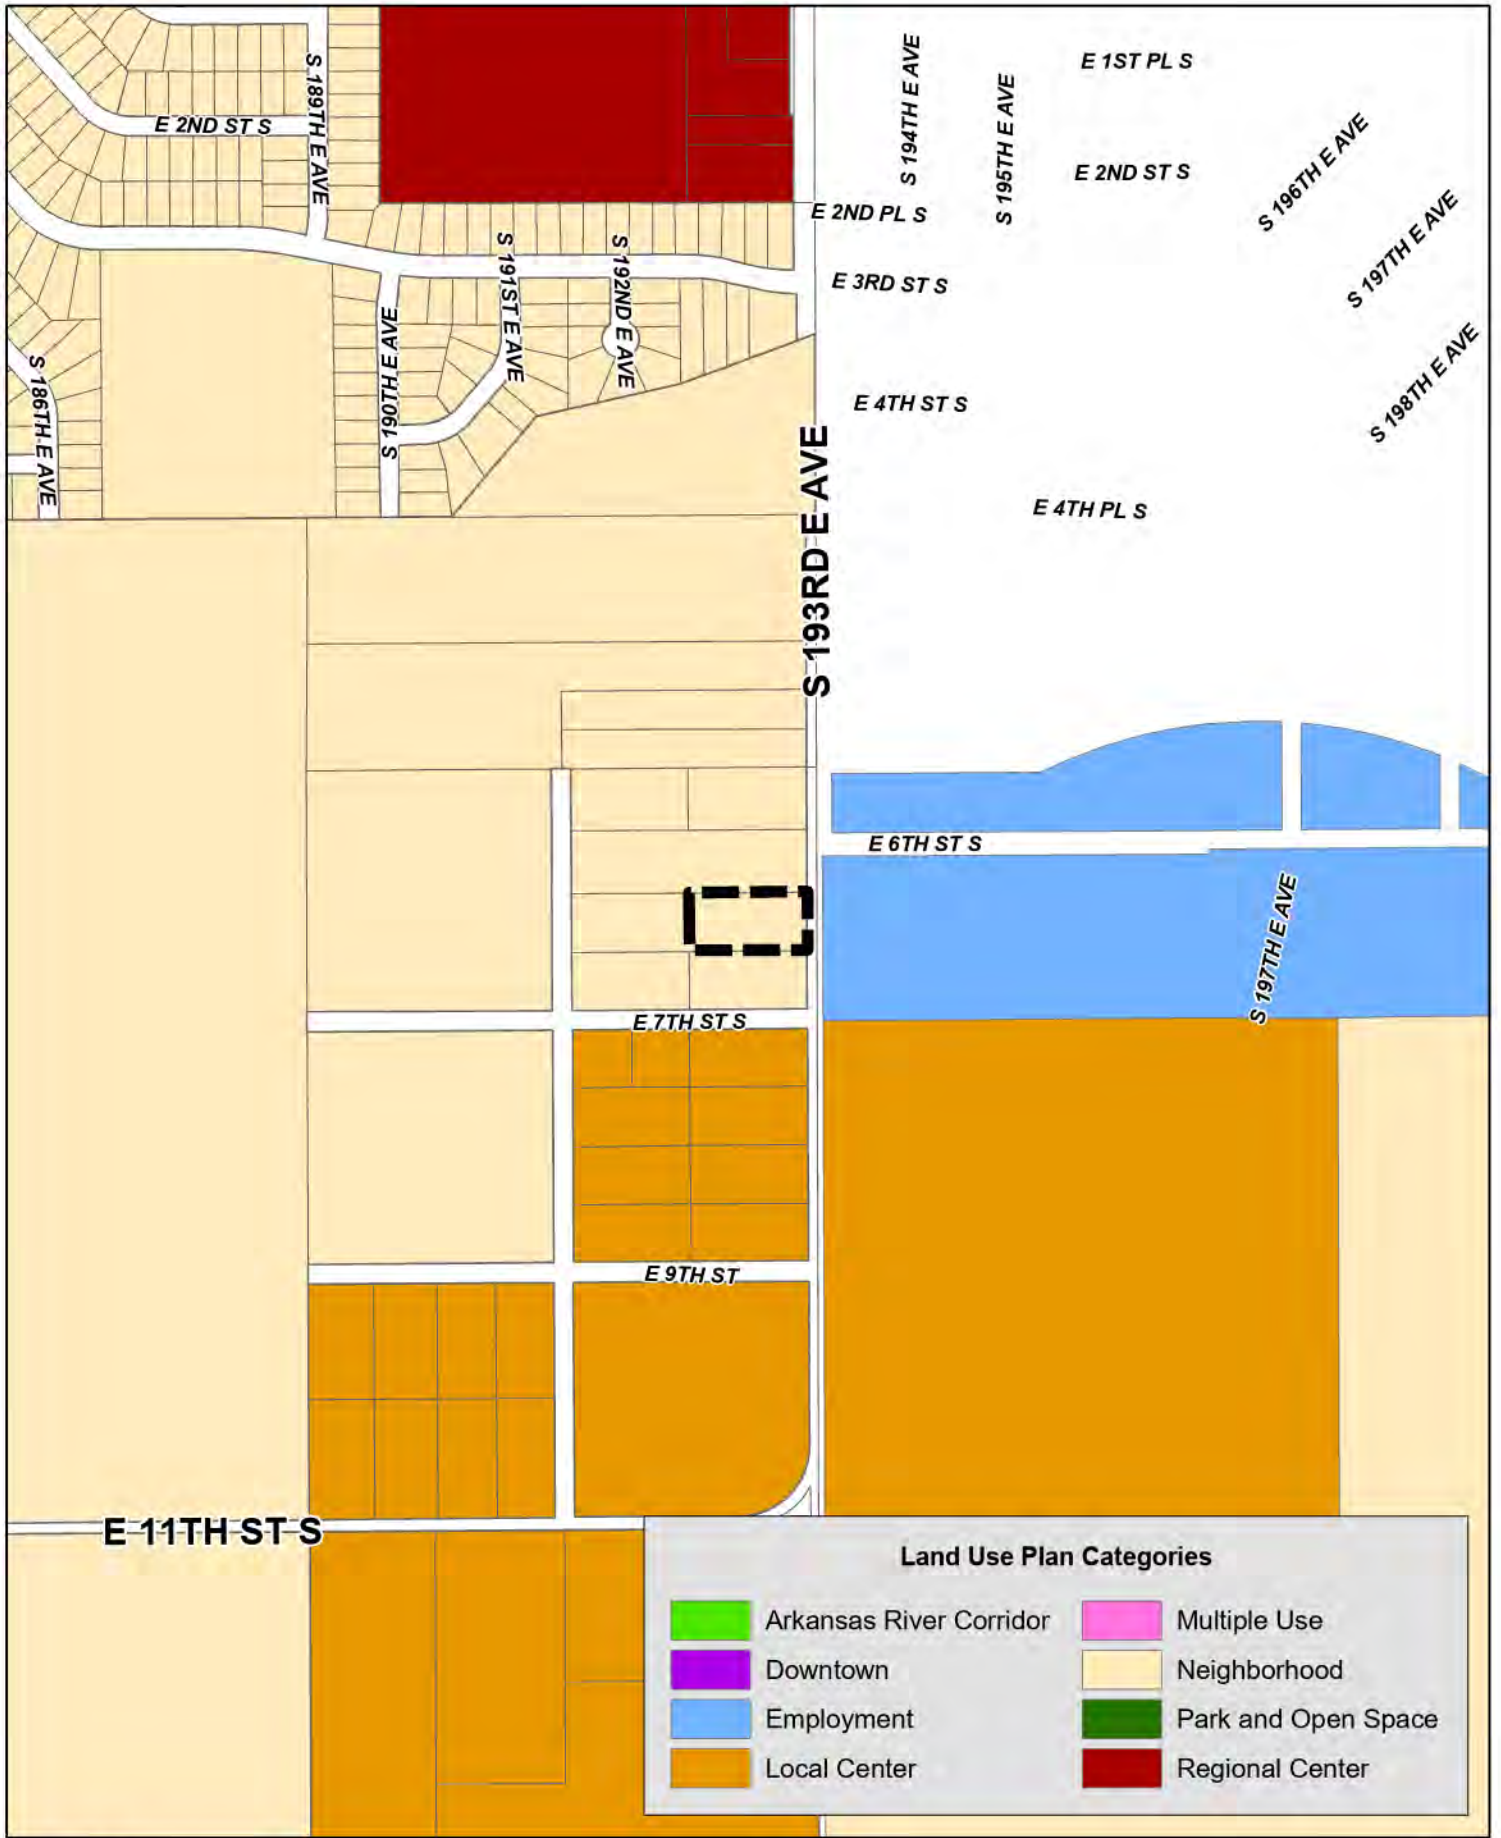 S 189TH E AVE
E 2ND ST S
S 194TH E AVE
S 195TH E AVE
E 1ST PL S
E 2ND ST S
S 196TH E AVE
S 197TH E AVE
S 198TH E AVE
E 2ND PL S
S 191ST E AVE
S 192ND E AVE
E 3RD ST S
S 186TH E AVE
S 190TH E AVE
E 4TH ST S
S 193RD E AVE
E 4TH PL S
E 6TH ST S
S 197TH E AVE
E 7TH ST S
E 9TH ST
E 11TH ST S
Land Use Plan Categories
Arkansas River Corridor
Downtown
Employment
Local Center
Multiple Use
Neighborhood
Park and Open Space
Regional Center